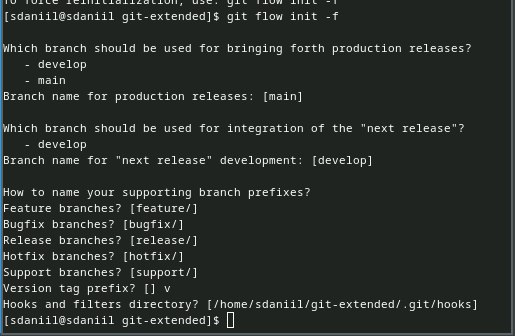 To force reinitialization, use: git flow init -f
[sdaniil@sdaniil git-extended]$ git flow init -f
Which branch should be used for bringing forth production releases?
- develop
- main
Branch name for production releases: [main]
Which branch should be used for integration of the "next release"?
- develop
Branch name for "next release" development: [develop]
How to name your supporting branch prefixes?
Feature branches? [feature/]
Bugfix branches? [bugfix/]
Release branches? [release/]
Hotfix branches? [hotfix/]
Support branches? [support/]
Version tag prefix? [] v
Hooks and filters directory? [/home/sdaniil/git-extended/.git/hooks]
[sdaniil@sdaniil git-extended]$